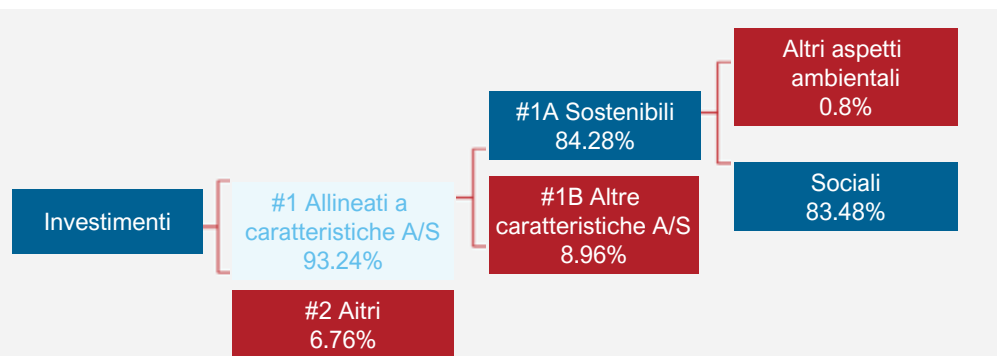 Investimenti
#1 Allineati a
caratteristiche A/S
93.24%
#2 Aitri
6.76%
#1A Sostenibili
84.28%
#1B Altre
caratteristiche A/S
8.96%
Altri aspetti
ambientali
0.8%
Sociali
83.48%